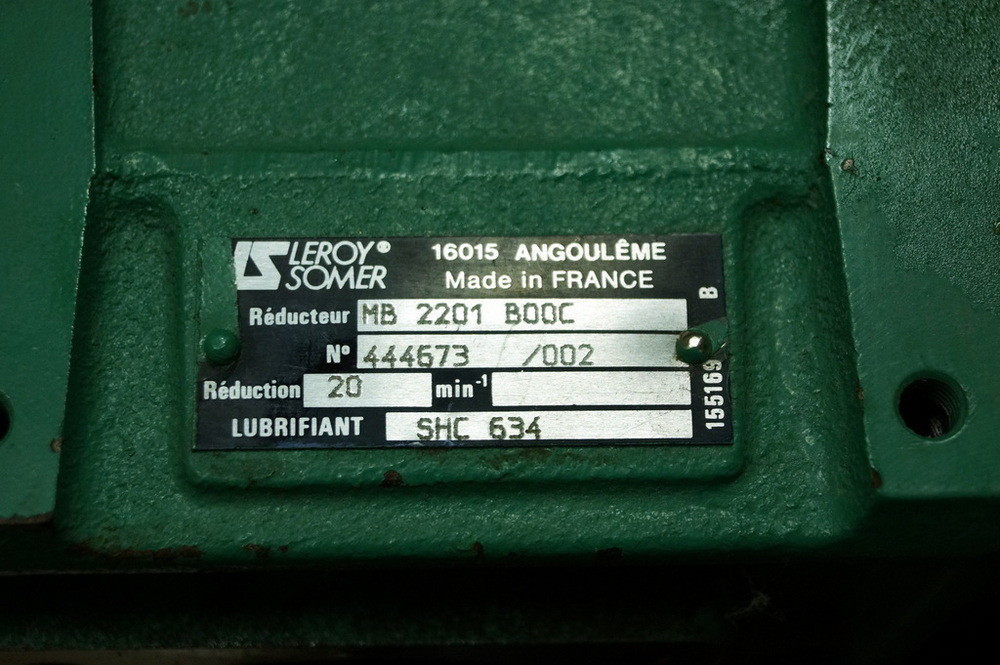 LEROY®
SOMER
16015 ANGOULÊME
Made in FRANCE
Réducteur MB 2201 B00C
N° 444673 /002
Réduction 20 min-1
LUBRIFIANT SHC 634
155169 B